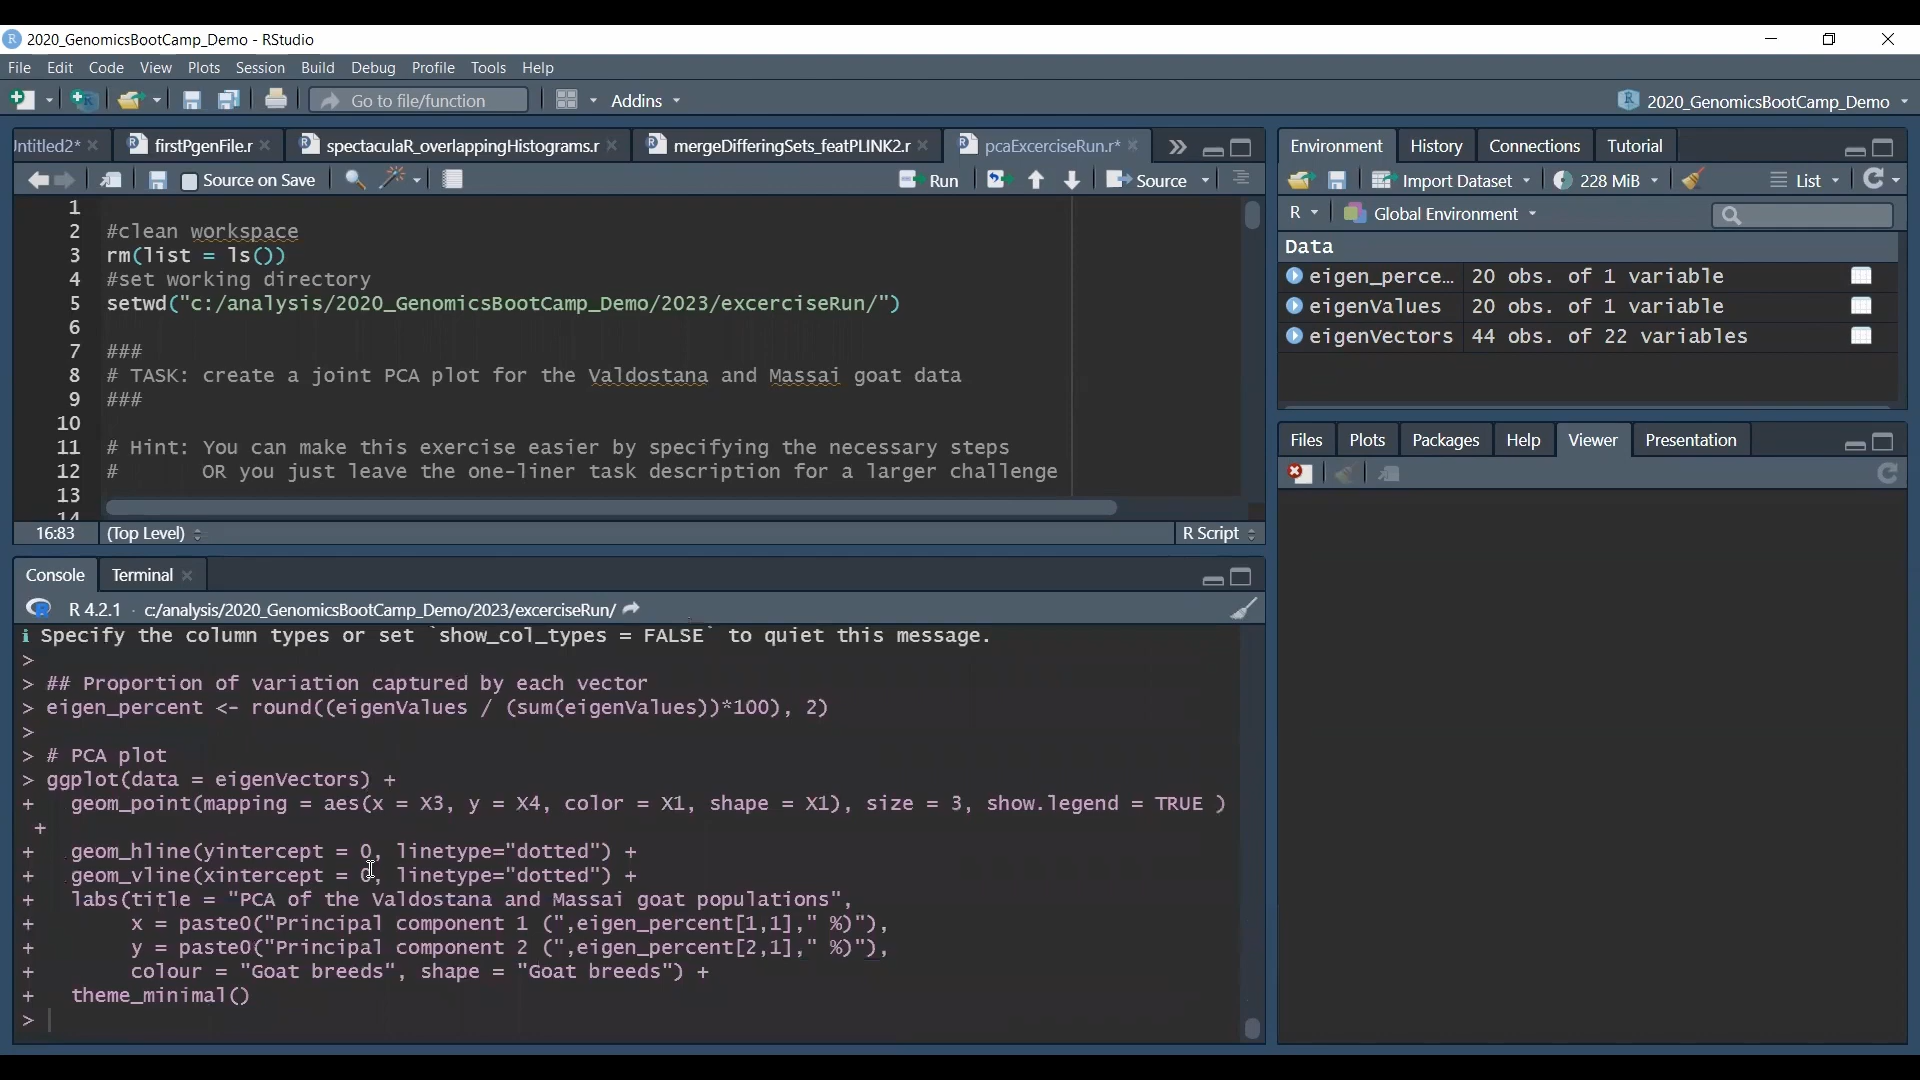 2020_GenomicsBootCamp_Demo - RStudio
File Edit Code View Plots Session Build Debug Profile Tools Help
Go to file/function Addins 2020_GenomicsBootCamp_Demo
Intitled2* firstPgenFile.r spectaculaR_overlappingHistograms.r mergeDifferingSets_featPLINK2.r pcaExcerciseRun.r*
Source on Save Run Source
1
2 #clean workspace
3 rm(list = ls())
4 #set working directory
5 setwd("c:/analysis/2020_GenomicsBootCamp_Demo/2023/excerciseRun/")
6
7 ###
8 # TASK: create a joint PCA plot for the Valdostana and Massai goat data
9 ###
10
11 # Hint: You can make this exercise easier by specifying the necessary steps
12 # OR you just leave the one-liner task description for a larger challenge
13
14
16:83 (Top Level) R Script
Console Terminal
R 4.2.1 · c:/analysis/2020_GenomicsBootCamp_Demo/2023/excerciseRun/
i Specify the column types or set `show_col_types = FALSE` to quiet this message.
>
> ## Proportion of variation captured by each vector
> eigen_percent <- round((eigenValues / (sum(eigenValues))*100), 2)
>
> # PCA plot
> ggplot(data = eigenVectors) +
+ geom_point(mapping = aes(x = X3, y = X4, color = X1, shape = X1), size = 3, show.legend = TRUE )
+
+ geom_hline(yintercept = 0, linetype="dotted") +
+ geom_vline(xintercept = 0, linetype="dotted") +
+ labs(title = "PCA of the Valdostana and Massai goat populations",
+ x = paste0("Principal component 1 (",eigen_percent[1,1]," %)"),
+ y = paste0("Principal component 2 (",eigen_percent[2,1]," %)"),
+ colour = "Goat breeds", shape = "Goat breeds") +
+ theme_minimal()
>
Environment History Connections Tutorial
Import Dataset 228 MiB List
R Global Environment
Data
eigen_perce… 20 obs. of 1 variable
eigenValues 20 obs. of 1 variable
eigenVectors 44 obs. of 22 variables
Files Plots Packages Help Viewer Presentation